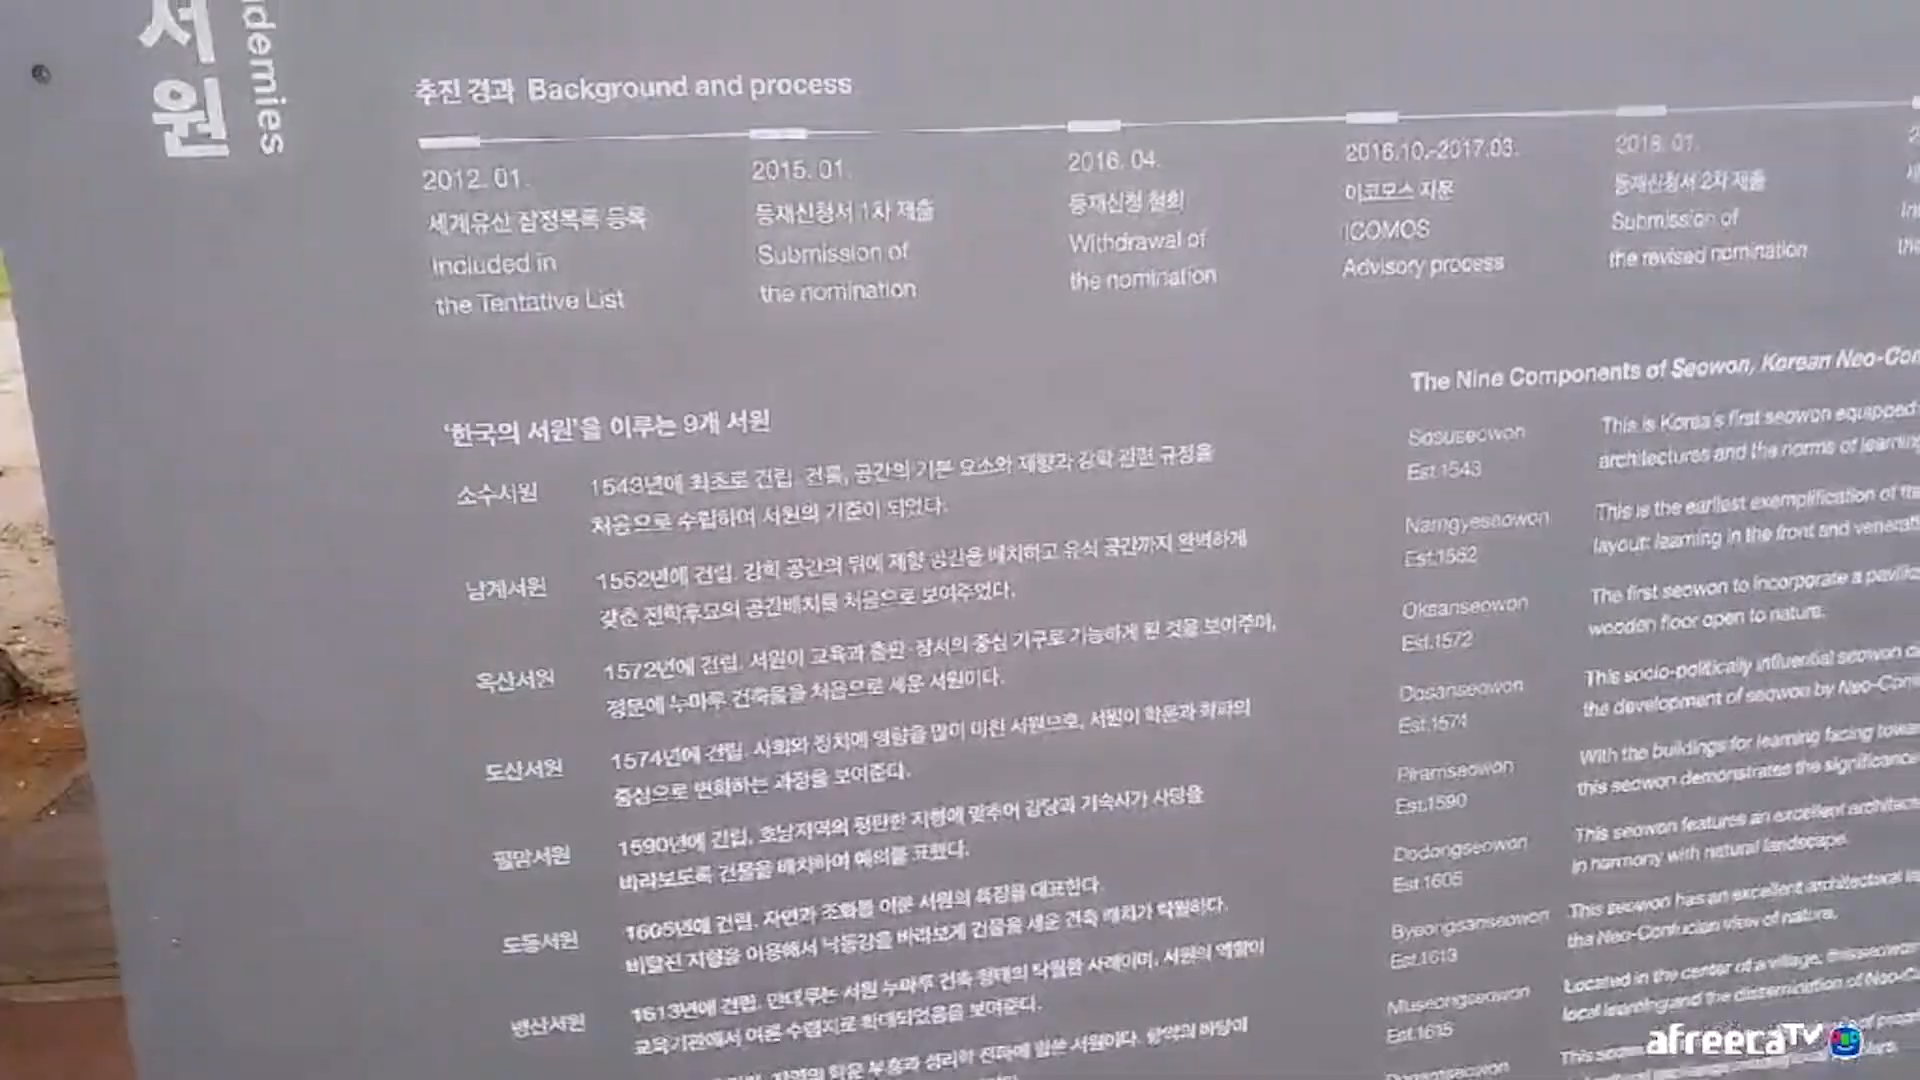 서원
demies
추진 경과 Background and process
2012. 01.
세계유산 잠정목록 등록
Included in
the Tentative List
2015. 01.
등재신청서 1차 제출
Submission of
the nomination
2016. 04.
등재신청 철회
Withdrawal of
the nomination
2016.10.-2017.03.
이코모스 자문
ICOMOS
Advisory process
2018. 01.
등재신청서 2차 제출
Submission of
the revised nomination
'한국의 서원'을 이루는 9개 서원
소수서원
1543년에 최초로 건립. 건축, 공간의 기본 요소와 제향과 강학 관련 규정을
처음으로 수립하여 서원의 기준이 되었다.
남계서원
1552년에 건립. 강학 공간의 뒤에 제향 공간을 배치하고 유식 공간까지 완벽하게
갖춘 전학후묘의 공간배치를 처음으로 보여주었다.
옥산서원
1572년에 건립. 서원이 교육과 출판·장서의 중심 기구로 기능하게 된 것을 보여주며,
정문에 누마루 건축물을 처음으로 세운 서원이다.
도산서원
1574년에 건립. 사회와 정치에 영향을 많이 미친 서원으로, 서원이 학문과 학파의
중심으로 변화하는 과정을 보여준다.
필암서원
1590년에 건립. 호남지역의 평탄한 지형에 맞추어 강당과 기숙사가 사당을
바라보도록 건물을 배치하여 예의를 표했다.
도동서원
1605년에 건립. 자연과 조화를 이룬 서원의 특징을 대표한다.
비탈진 지형을 이용해서 낙동강을 바라보게 건물을 세운 건축 배치가 탁월하다.
병산서원
1613년에 건립. 만대루는 서원 누마루 건축 형태의 탁월한 사례이며, 서원의 역할이
교육기관에서 여론 수렴지로 확대되었음을 보여준다.
The Nine Components of Seowon, Korean Neo-Con
Sosuseowon
Est.1543
This is Korea's first seowon equipped
architectures and the norms of learning
Namgyeseowon
Est.1552
This is the earliest exemplification of the
layout: learning in the front and venerati
Oksanseowon
Est.1572
The first seowon to incorporate a pavilio
wooden floor open to nature.
Dosanseowon
Est.1574
This socio-politically influential seowon
the development of seowon by Neo-Con
Piramseowon
Est.1590
With the buildings for learning facing towar
this seowon demonstrates the significance
Dodongseowon
Est.1605
This seowon features an excellent architect
in harmony with natural landscape.
Byeongsanseowon
Est.1613
This seowon has an excellent architectural
the Neo-Confucian view of nature.
Museongseowon
Est.1615
Located in the center of a village, this seowon
local learning and the dissemination of Neo-C
afreecaTV